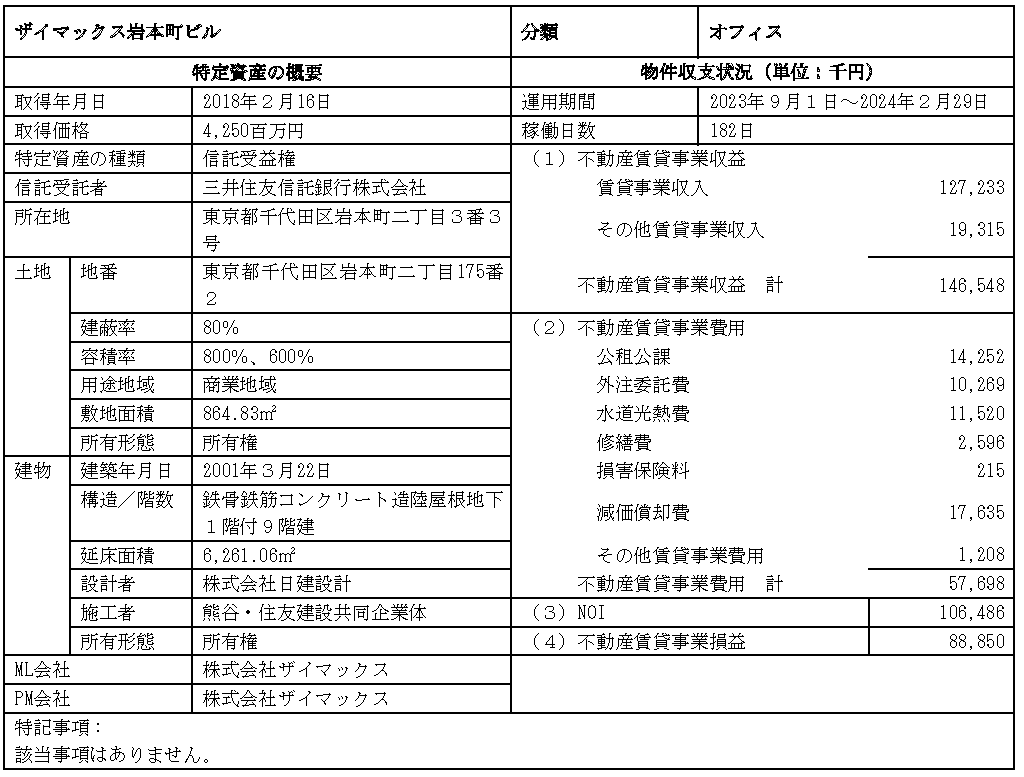 ザイマックス岩本町ビル 分類 オフィス
特定資産の概要 物件収支状況（単位：千円）
取得年月日 2018年２月16日 運用期間 2023年９月１日～2024年２月29日
取得価格 4,250百万円 稼働日数 182日
特定資産の種類 信託受益権 （１）不動産賃貸事業収益
信託受託者 三井住友信託銀行株式会社 賃貸事業収入 127,233
所在地 東京都千代田区岩本町二丁目３番３
号 その他賃貸事業収入 19,315
土地 地番 東京都千代田区岩本町二丁目175番
２ 不動産賃貸事業収益　計 146,548
建蔽率 80% （２）不動産賃貸事業費用
容積率 800%、600% 公租公課 14,252
用途地域 商業地域 外注委託費 10,269
敷地面積 864.83㎡ 水道光熱費 11,520
所有形態 所有権 修繕費 2,596
建物 建築年月日 2001年３月22日 損害保険料 215
構造／階数 鉄骨鉄筋コンクリート造陸屋根地下
１階付９階建 減価償却費 17,635
延床面積 6,261.06㎡ その他賃貸事業費用 1,208
設計者 株式会社日建設計 不動産賃貸事業費用　計 57,698
施工者 熊谷・住友建設共同企業体 （３）NOI 106,486
所有形態 所有権 （４）不動産賃貸事業損益 88,850
ML会社 株式会社ザイマックス
PM会社 株式会社ザイマックス
特記事項：
該当事項はありません。